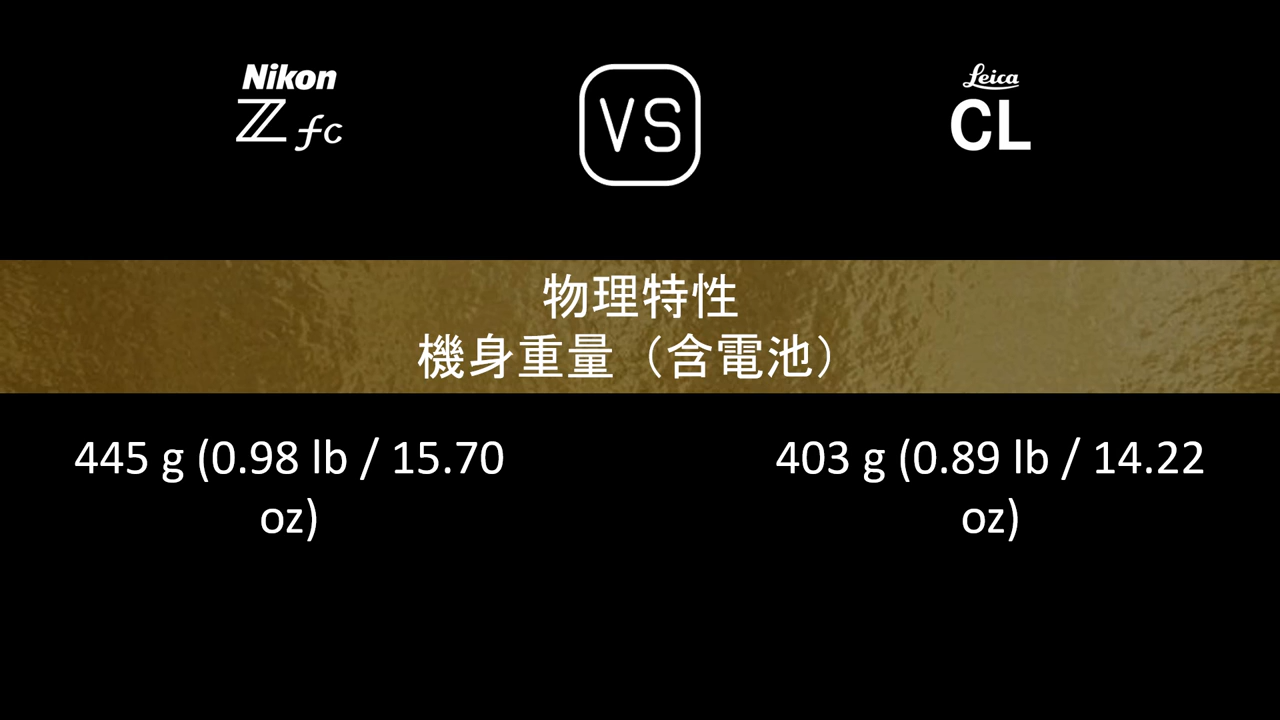 Nikon
Z fc
VS
Leica
CL
物理特性
機身重量（含電池）
445 g (0.98 lb / 15.70
oz)
403 g (0.89 lb / 14.22
oz)